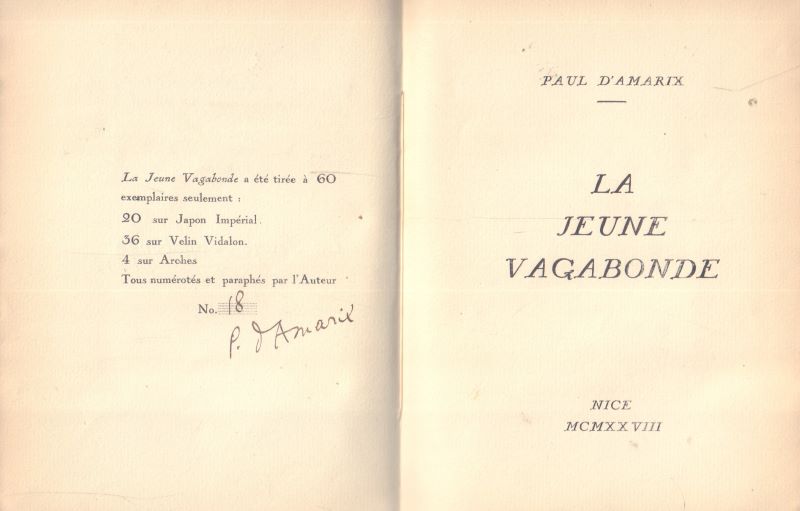 La Jeune Vagabonde a été tirée à 60
exemplaires seulement :
20 sur Japon Impérial.
36 sur Velin Vidalon.
4 sur Arches
Tous numérotés et paraphés par l'Auteur
No. 18
P. d'Amarix
PAUL D'AMARIX
LA
JEUNE
VAGABONDE
NICE
MCMXXVIII